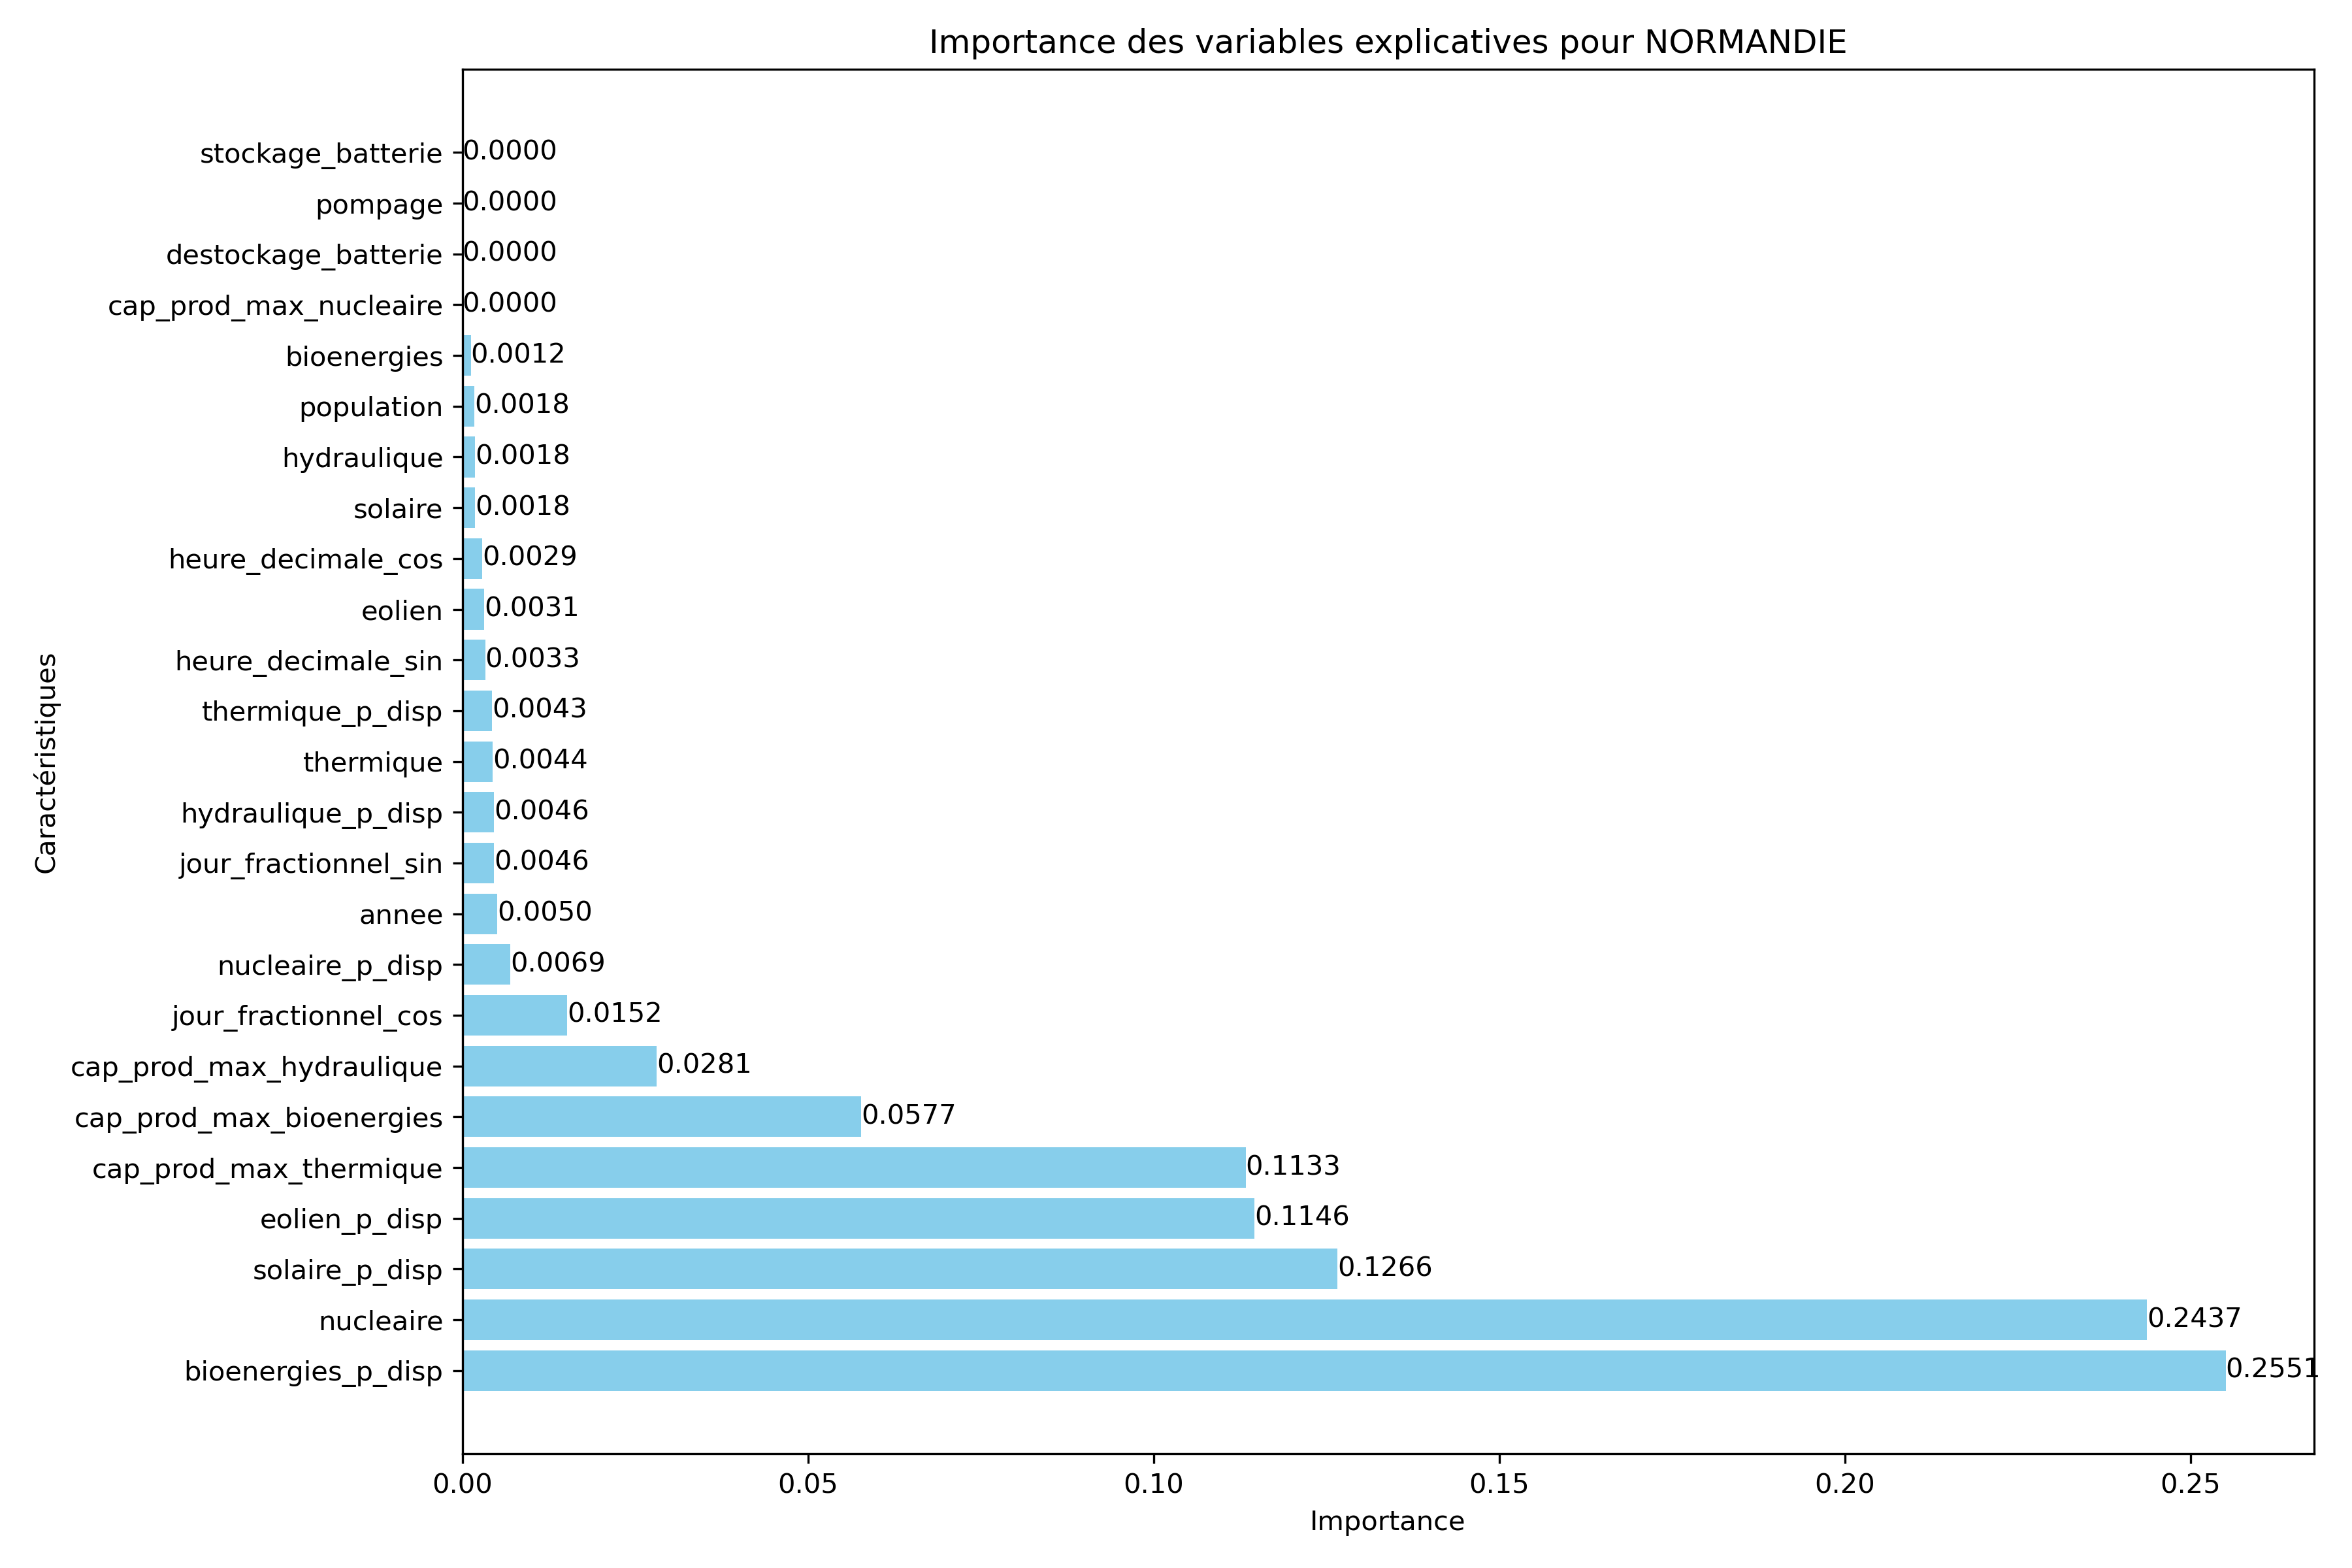 Importance des variables explicatives pour NORMANDIE
stockage_batterie 0.0000
pompage 0.0000
destockage_batterie 0.0000
cap_prod_max_nucleaire 0.0000
bioenergies 0.0012
population 0.0018
hydraulique 0.0018
solaire 0.0018
heure_decimale_cos 0.0029
eolien 0.0031
heure_decimale_sin 0.0033
thermique_p_disp 0.0043
thermique 0.0044
hydraulique_p_disp 0.0046
jour_fractionnel_sin 0.0046
annee 0.0050
nucleaire_p_disp 0.0069
jour_fractionnel_cos 0.0152
cap_prod_max_hydraulique 0.0281
cap_prod_max_bioenergies 0.0577
cap_prod_max_thermique 0.1133
eolien_p_disp 0.1146
solaire_p_disp 0.1266
nucleaire 0.2437
bioenergies_p_disp 0.2551
Caractéristiques
0.00 0.05 0.10 0.15 0.20 0.25
Importance